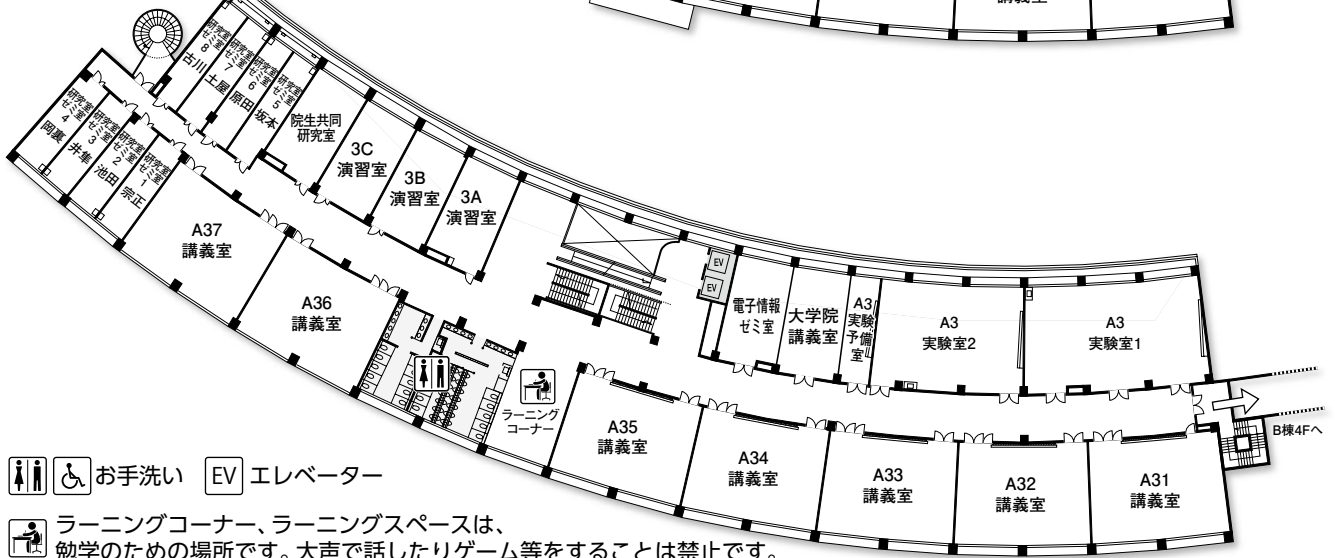 講義室
研究室
ゼミ室
8
古川
研究室
ゼミ室
7
土屋
研究室
ゼミ室
6
原田
研究室
ゼミ室
5
坂本
院生共同
研究室
3C
演習室
3B
演習室
3A
演習室
研究室
ゼミ室
4
岡裏
研究室
ゼミ室
3
井隼
研究室
ゼミ室
2
池田
研究室
ゼミ室
1
宗正
A37
講義室
A36
講義室
EV
EV
電子情報
ゼミ室
大学院
講義室
A3
実験
予備
室
A3
実験室2
A3
実験室1
ラーニング
コーナー
A35
講義室
A34
講義室
A33
講義室
A32
講義室
A31
講義室
B棟4Fへ
お手洗い EV エレベーター
ラーニングコーナー、ラーニングスペースは、
勉学のための場所です。大声で話したりゲーム等をすることは禁止です。